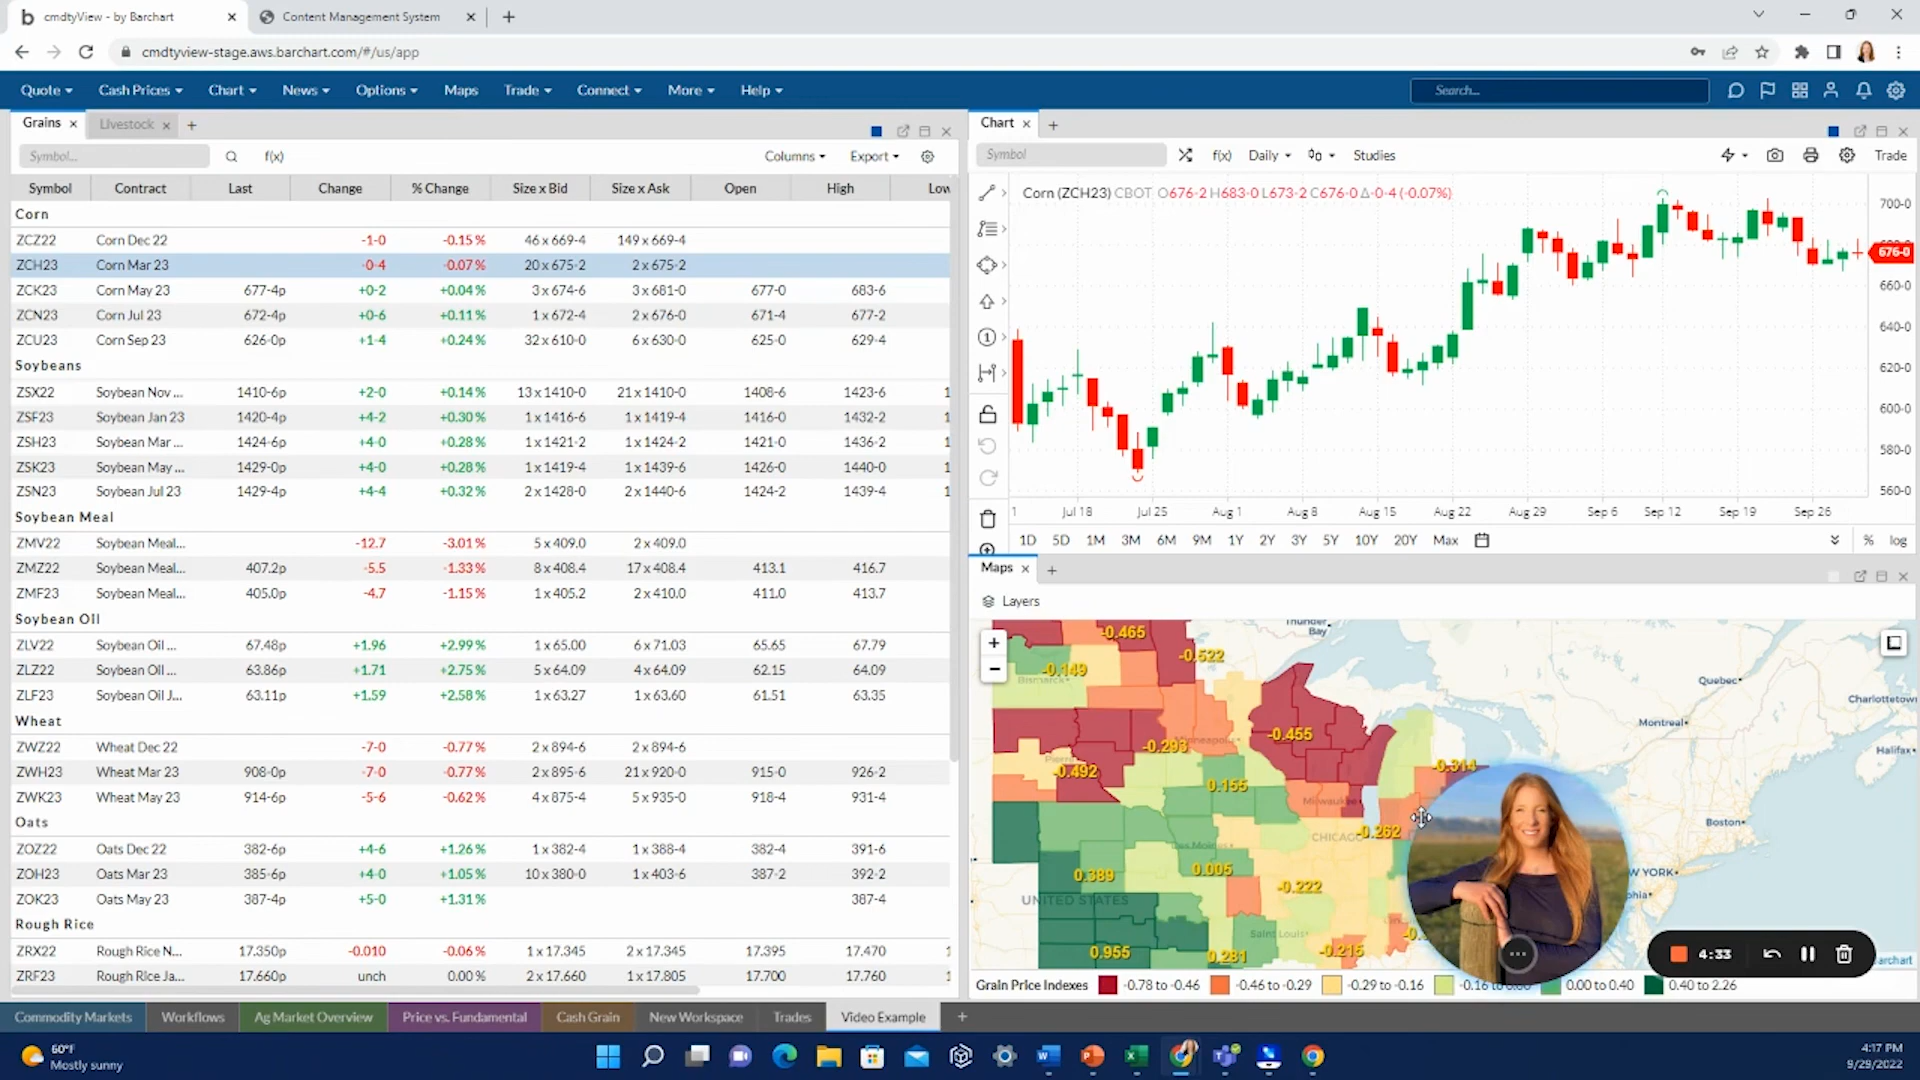 cmdtyView - by Barchart
Content Management System
cmdtyview-stage.aws.barchart.com/#/us/app
Quote Cash Prices Chart News Options Maps Trade Connect More Help Search...
Grains Livestock
Symbol... f(x) Columns Export
Symbol Contract Last Change % Change Size x Bid Size x Ask Open High Low
Corn
ZCZ22 Corn Dec 22 -1-0 -0.15 % 46 x 669-4 149 x 669-4
ZCH23 Corn Mar 23 -0-4 -0.07 % 20 x 675-2 2 x 675-2
ZCK23 Corn May 23 677-4p +0-2 +0.04 % 3 x 674-6 3 x 681-0 677-0 683-6
ZCN23 Corn Jul 23 672-4p +0-6 +0.11 % 1 x 672-4 2 x 676-0 671-4 677-2
ZCU23 Corn Sep 23 626-0p +1-4 +0.24 % 32 x 610-0 6 x 630-0 625-0 629-4
Soybeans
ZSX22 Soybean Nov ... 1410-6p +2-0 +0.14 % 13 x 1410-0 21 x 1410-0 1408-6 1423-6 1
ZSF23 Soybean Jan 23 1420-4p +4-2 +0.30 % 1 x 1416-6 1 x 1419-4 1416-0 1432-2 1
ZSH23 Soybean Mar ... 1424-6p +4-0 +0.28 % 1 x 1421-2 1 x 1424-2 1421-0 1436-2 1
ZSK23 Soybean May ... 1429-0p +4-0 +0.28 % 1 x 1419-4 1 x 1439-6 1426-0 1440-0 1
ZSN23 Soybean Jul 23 1429-4p +4-4 +0.32 % 2 x 1428-0 2 x 1440-6 1424-2 1439-4 1
Soybean Meal
ZMV22 Soybean Meal... -12.7 -3.01 % 5 x 409.0 2 x 409.0
ZMZ22 Soybean Meal... 407.2p -5.5 -1.33 % 8 x 408.4 17 x 408.4 413.1 416.7
ZMF23 Soybean Meal... 405.0p -4.7 -1.15 % 1 x 405.2 2 x 410.0 411.0 413.7
Soybean Oil
ZLV22 Soybean Oil ... 67.48p +1.96 +2.99 % 1 x 65.00 6 x 71.03 65.65 67.79
ZLZ22 Soybean Oil ... 63.86p +1.71 +2.75 % 5 x 64.09 4 x 64.09 62.15 64.09
ZLF23 Soybean Oil J... 63.11p +1.59 +2.58 % 1 x 63.27 1 x 63.60 61.51 63.35
Wheat
ZWZ22 Wheat Dec 22 -7-0 -0.77 % 2 x 894-6 2 x 894-6
ZWH23 Wheat Mar 23 908-0p -7-0 -0.77 % 2 x 895-6 21 x 920-0 915-0 926-2
ZWK23 Wheat May 23 914-6p -5-6 -0.62 % 4 x 875-4 5 x 935-0 918-4 931-4
Oats
ZOZ22 Oats Dec 22 382-6p +4-6 +1.26 % 1 x 382-4 1 x 388-4 382-4 391-6
ZOH23 Oats Mar 23 385-6p +4-0 +1.05 % 10 x 380-0 1 x 403-6 387-2 392-2
ZOK23 Oats May 23 387-4p +5-0 +1.31 % 387-4
Rough Rice
ZRX22 Rough Rice N... 17.350p -0.010 -0.06 % 1 x 17.345 2 x 17.345 17.395 17.470 1
ZRF23 Rough Rice Ja... 17.660p unch 0.00 % 2 x 17.660 1 x 17.805 17.700 17.760 1
Chart
Symbol f(x) Daily Studies Trade
Corn (ZCH23) CBOT O676-2 H683-0 L673-2 C676-0 Δ-0-4 (-0.07%)
700-0
676-0
660-0
640-0
620-0
600-0
580-0
560-0
1 Jul 18 Jul 25 Aug 1 Aug 8 Aug 15 Aug 22 Aug 29 Sep 6 Sep 12 Sep 19 Sep 26
1D 5D 1M 3M 6M 9M 1Y 2Y 3Y 5Y 10Y 20Y Max % log
Maps
Layers
+
−
Thunder Bay
-0.465
-0.522
-0.149
Bismarck
Quebec
Charlottetown
Montreal
-0.455
Minneapolis
-0.293
Halifax
Pierre
-0.492
-0.314
0.155
Milwaukee
Boston
CHICAGO
-0.262
Des Moines
0.389
0.005
-0.222
W YORK
phia
UNITED STATES
Saint Louis
0.955
0.281
-0.215
4:33
archart
Grain Price Indexes -0.78 to -0.46 -0.46 to -0.29 -0.29 to -0.16 -0.16 to 0.00 0.00 to 0.40 0.40 to 2.26
Commodity Markets Workflows Ag Market Overview Price vs. Fundamental Cash Grain New Workspace Trades Video Example
60°F
Mostly sunny
4:17 PM
9/29/2022